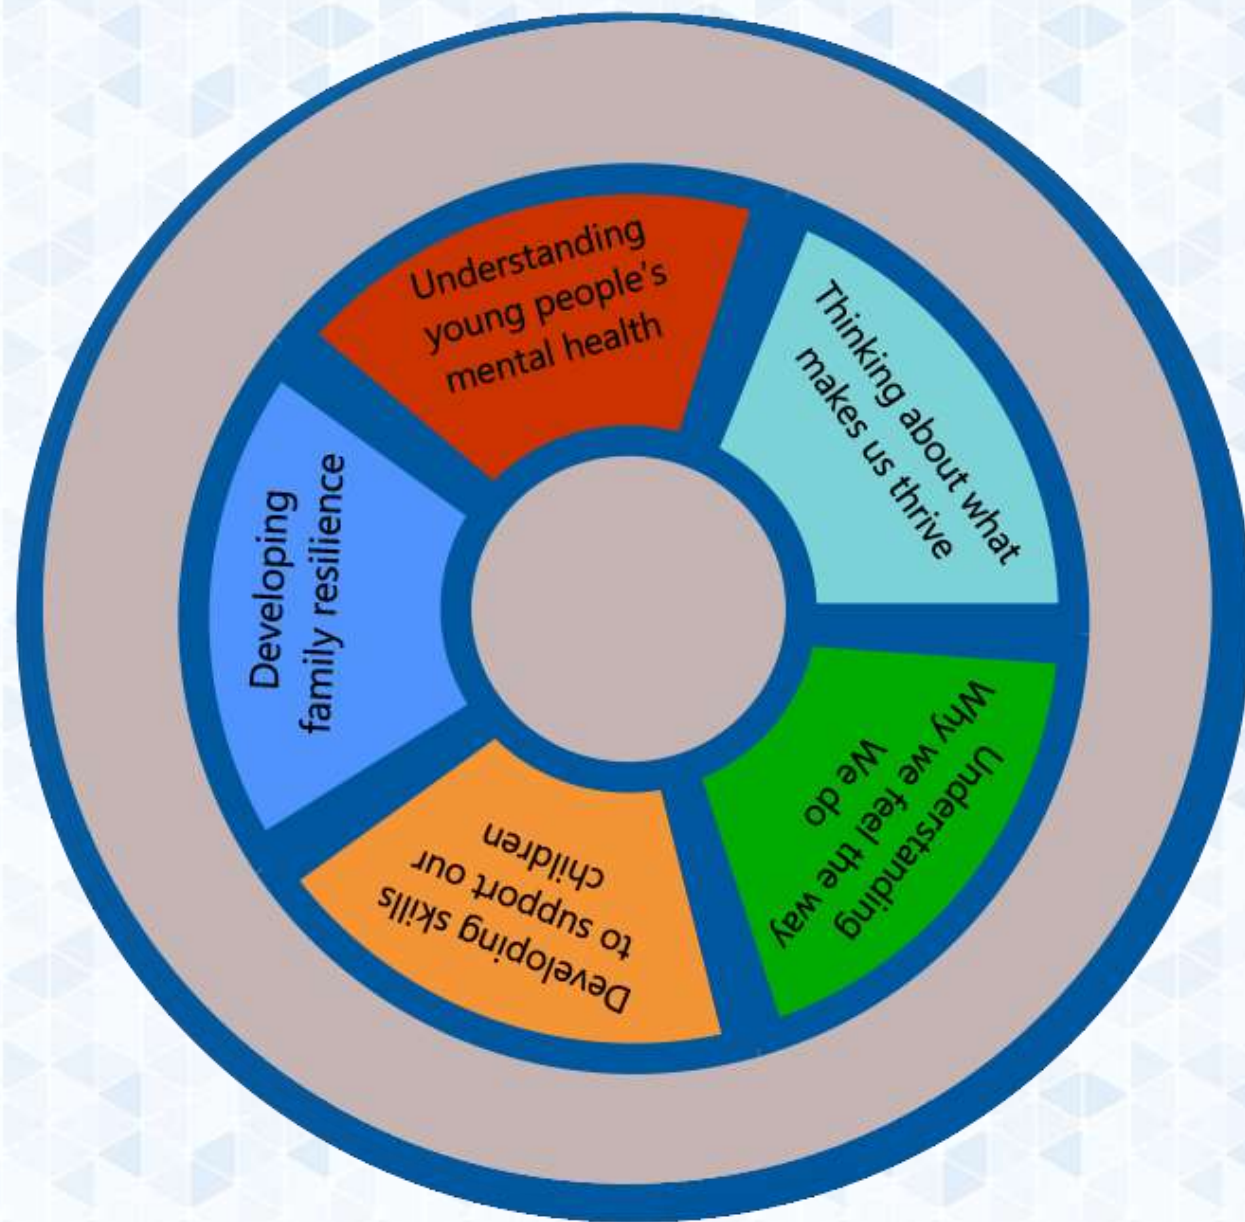 Understanding
young people's
mental health
Thinking about what
makes us thrive
Understanding
Why we feel the way
We do
Developing skills
to support our
children
Developing
family resilience